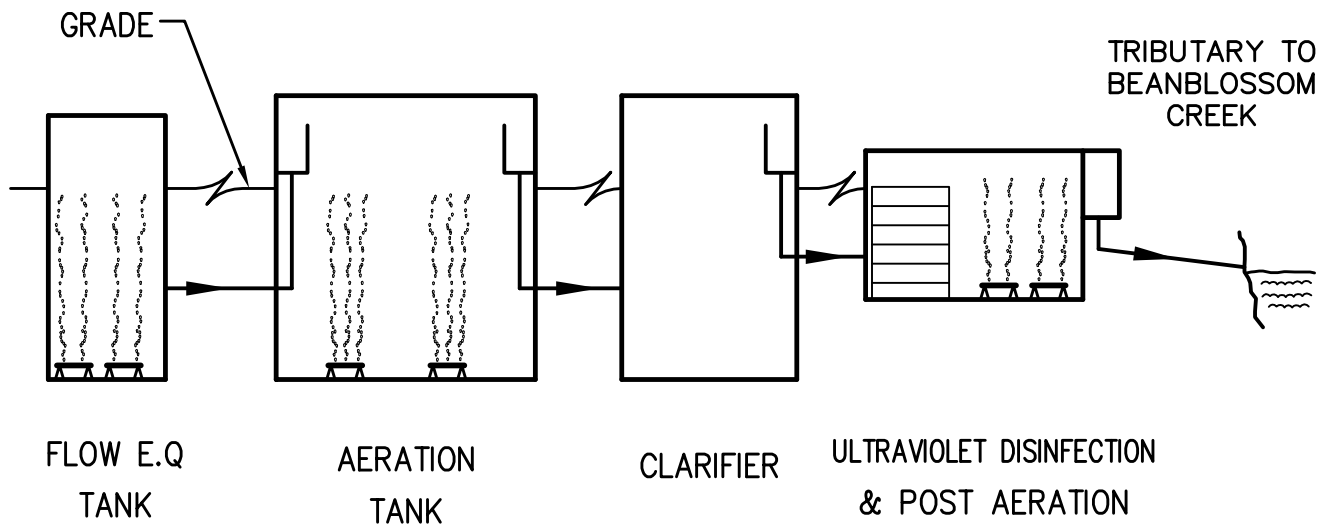 GRADE
TRIBUTARY TO
BEANBLOSSOM
CREEK
FLOW E.Q
TANK
AERATION
TANK
CLARIFIER
ULTRAVIOLET DISINFECTION
& POST AERATION